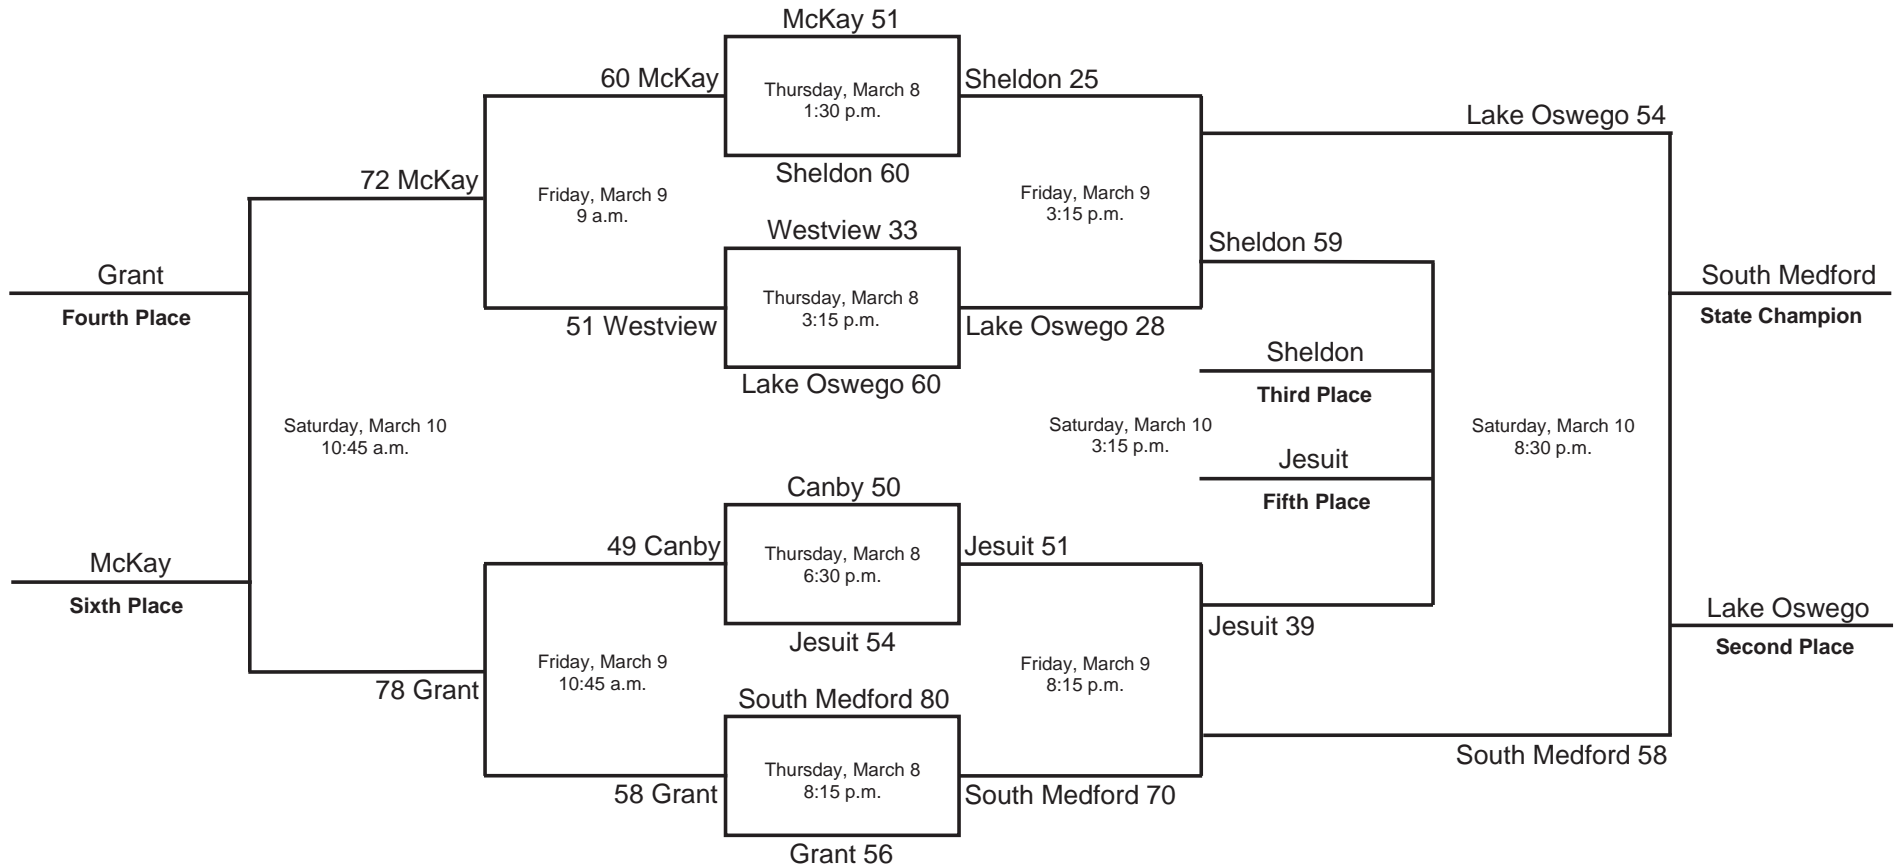 McKay 51
60 McKay
Thursday, March 8
1:30 p.m.
Sheldon 25
Lake Oswego 54
Sheldon 60
72 McKay
Friday, March 9
9 a.m.
Friday, March 9
3:15 p.m.
Westview 33
Sheldon 59
Grant
Fourth Place
51 Westview
Thursday, March 8
3:15 p.m.
Lake Oswego 28
South Medford
State Champion
Sheldon
Third Place
Lake Oswego 60
Saturday, March 10
10:45 a.m.
Saturday, March 10
3:15 p.m.
Saturday, March 10
8:30 p.m.
Jesuit
Fifth Place
Canby 50
49 Canby
Thursday, March 8
6:30 p.m.
Jesuit 51
McKay
Sixth Place
Lake Oswego
Second Place
Jesuit 39
Jesuit 54
Friday, March 9
10:45 a.m.
Friday, March 9
8:15 p.m.
78 Grant
South Medford 80
South Medford 58
58 Grant
Thursday, March 8
8:15 p.m.
South Medford 70
Grant 56